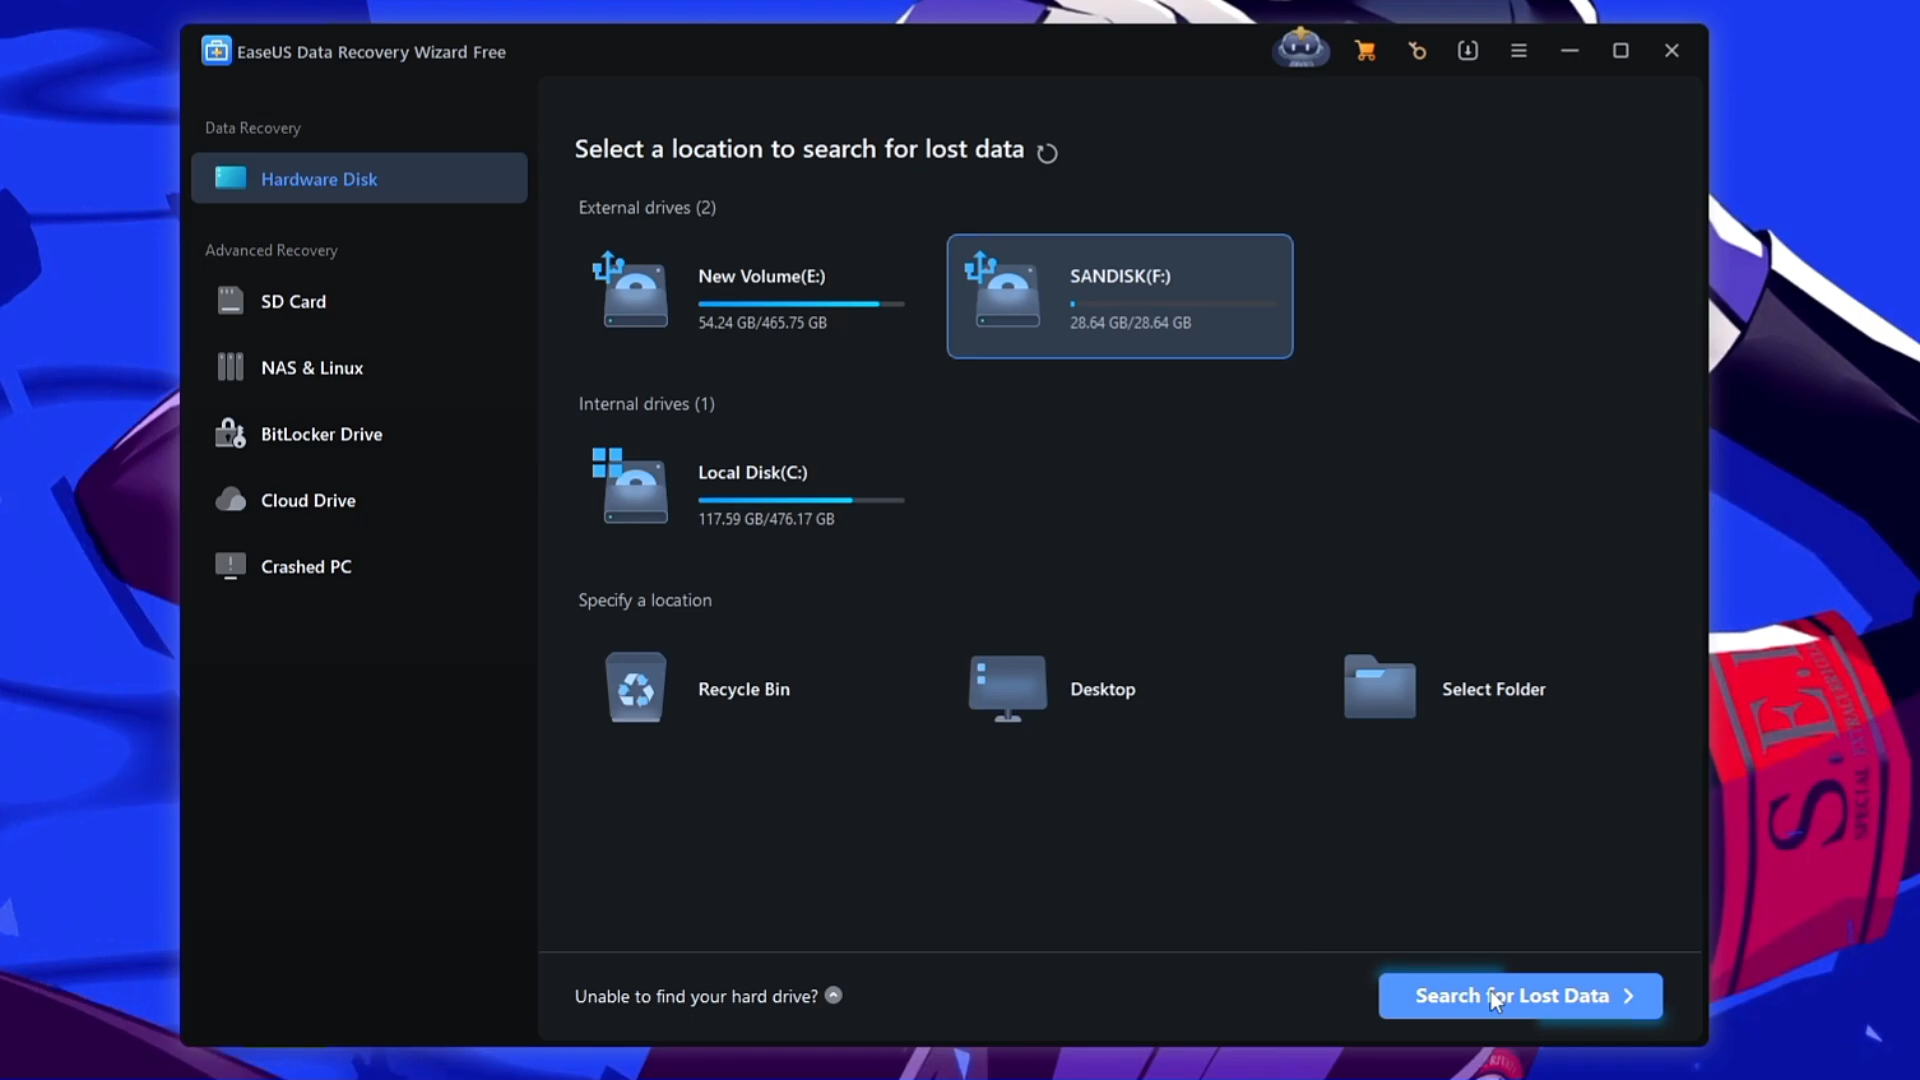 EaseUS Data Recovery Wizard Free
Data Recovery
Hardware Disk
Advanced Recovery
SD Card
NAS & Linux
BitLocker Drive
Cloud Drive
Crashed PC
Select a location to search for lost data
External drives (2)
New Volume(E:)
54.24 GB/465.75 GB
SANDISK(F:)
28.64 GB/28.64 GB
Internal drives (1)
Local Disk(C:)
117.59 GB/476.17 GB
Specify a location
Recycle Bin
Desktop
Select Folder
Unable to find your hard drive?
Search for Lost Data
S.E.
SPECIAL